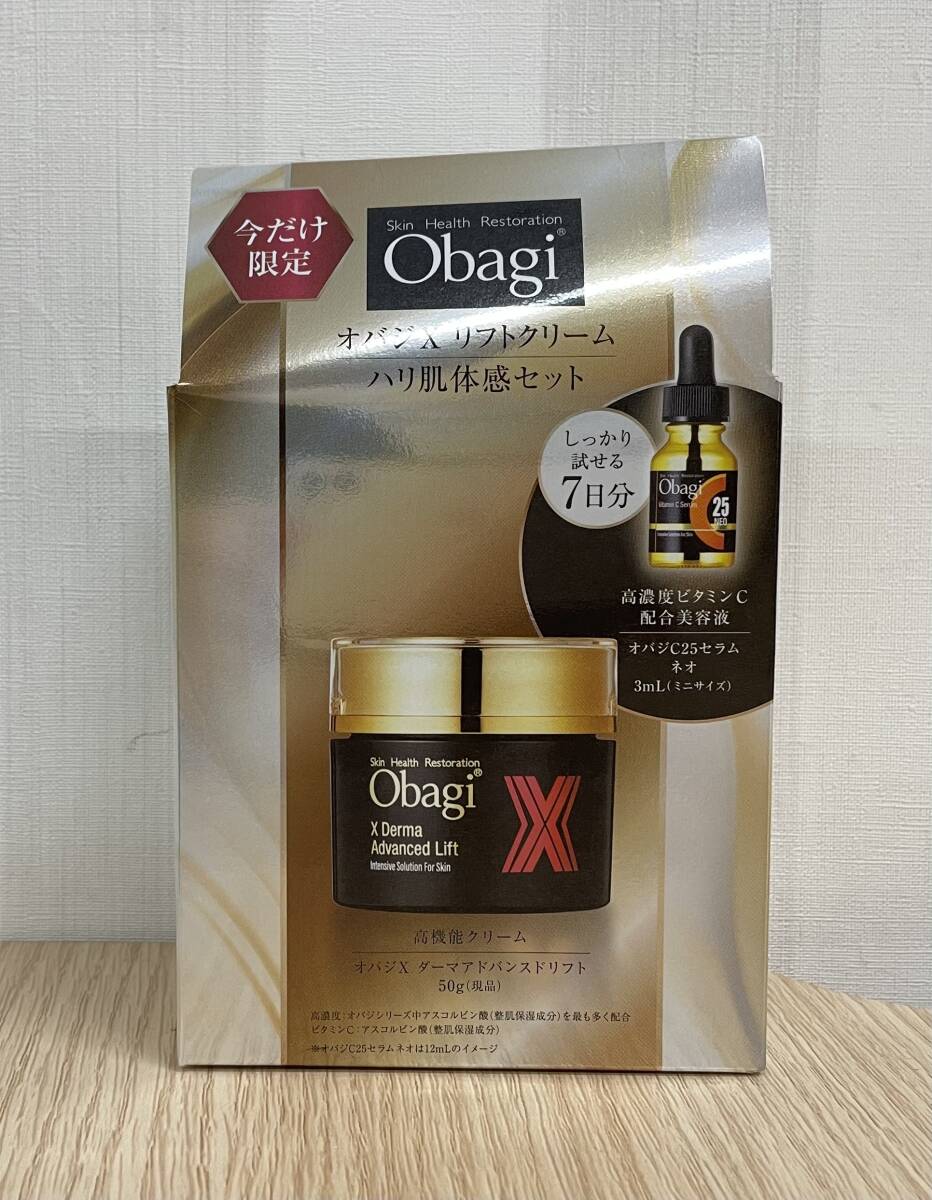 今だけ
限定
Skin Health Restoration
Obagi®
オバジX リフトクリーム
ハリ肌体感セット
しっかり
試せる
7日分
Skin Health Restoration
Obagi
Vitamin C Serum
C
25
NEO
Intensive Solution For Skin
高濃度ビタミンC
配合美容液
オバジC25セラム
ネオ
3mL(ミニサイズ)
Skin Health Restoration
Obagi®
X Derma
Advanced Lift
Intensive Solution For Skin
X
高機能クリーム
オバジX ダーマアドバンスドリフト
50g(現品)
高濃度:オバジシリーズ中アスコルビン酸(整肌保湿成分)を最も多く配合
ビタミンC:アスコルビン酸(整肌保湿成分)
※オバジC25セラムネオは12mLのイメージ